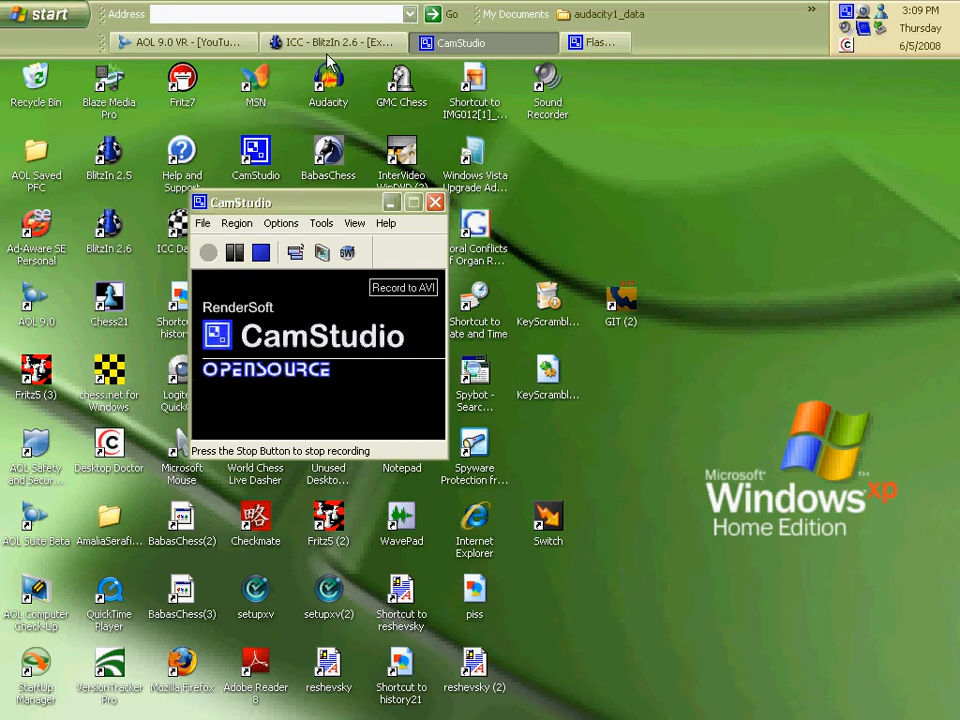 start
Address
Go
My Documents
audacity1_data
»
3:09 PM
Thursday
6/5/2008
AOL 9.0 VR - [YouTu...
ICC - BlitzIn 2.6 - [Ex...
CamStudio
Flas...
Recycle Bin
Blaze Media
Pro
Fritz7
MSN
Audacity
GMC Chess
Shortcut to
IMG012[1]_...
Sound
Recorder
AOL Saved
PFC
BlitzIn 2.5
Help and
Support
CamStudio
BabasChess
InterVideo
WinDVD (2)
Windows Vista
Upgrade Ad...
Ad-Aware SE
Personal
BlitzIn 2.6
ICC Da
oral Conflicts
of Organ R...
CamStudio
File Region Options Tools View Help
Record to AVI
RenderSoft
CamStudio
OPENSOURCE
Press the Stop Button to stop recording
AOL 9.0
Chess21
Shortc
histor
Shortcut to
ate and Time
KeyScrambl...
GIT (2)
Fritz5 (3)
chess.net for
Windows
Logite
QuickC
Spybot -
Searc...
KeyScrambl...
AOL Safety
and Secur...
Desktop Doctor
Microsoft
Mouse
World Chess
Live Dasher
Unused
Deskto...
Notepad
Spyware
Protection fr...
Microsoft
Windows xp
Home Edition
AOL Suite Beta
AmaliaSerafi...
BabasChess(2)
略
Checkmate
Fritz5 (2)
WavePad
Internet
Explorer
Switch
AOL Computer
Check-Up
QuickTime
Player
BabasChess(3)
setupxv
setupxv(2)
Shortcut to
reshevsky
piss
StartUp
Manager
VersionTracker
Pro
Mozilla Firefox
Adobe Reader
8
reshevsky
Shortcut to
history21
reshevsky (2)